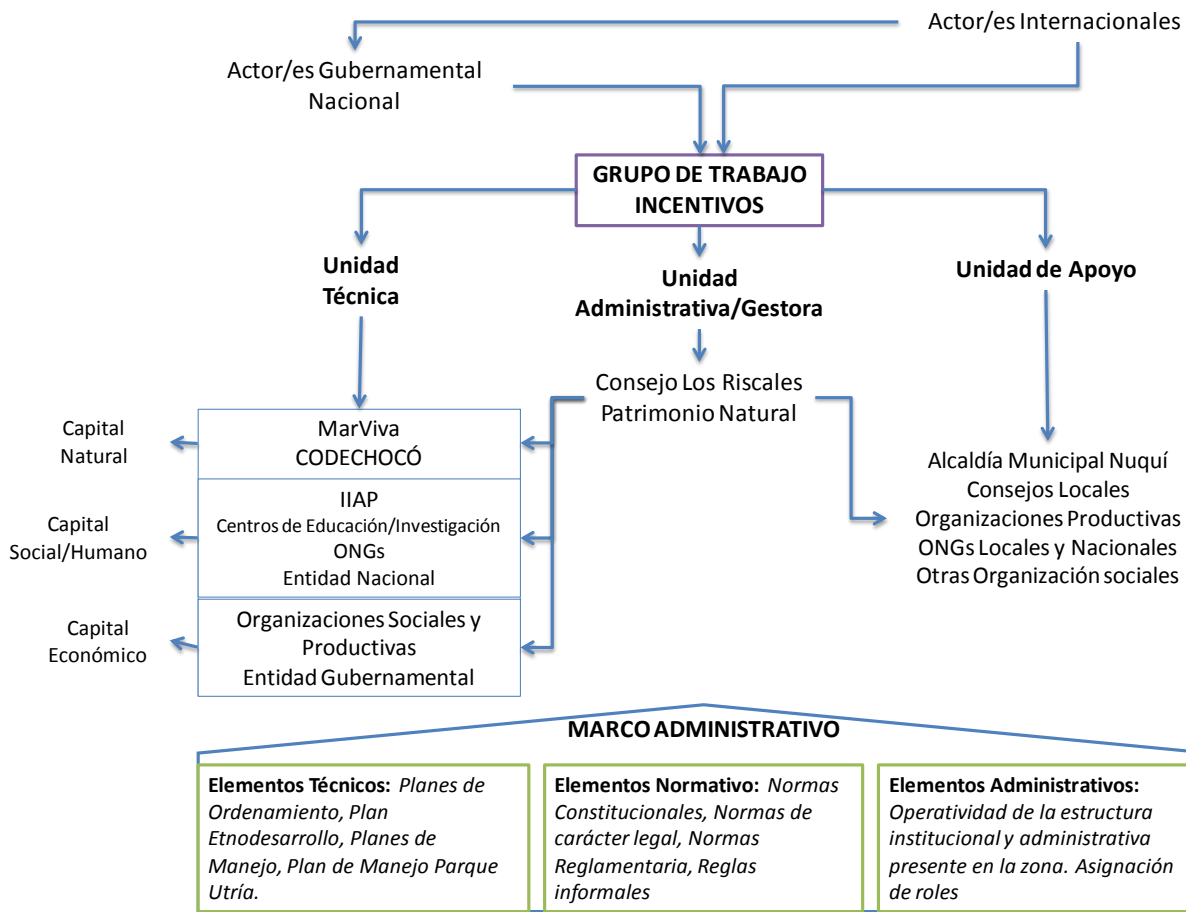 Actor/es Internacionales
Actor/es Gubernamental
Nacional
GRUPO DE TRABAJO
INCENTIVOS
Unidad
Técnica
Unidad
Administrativa/Gestora
Unidad de Apoyo
Consejo Los Riscales
Patrimonio Natural
Capital
Natural
MarViva
CODECHOCÓ
Capital
Social/Humano
IIAP
Centros de Educación/Investigación
ONGs
Entidad Nacional
Capital
Económico
Organizaciones Sociales y
Productivas
Entidad Gubernamental
Alcaldía Municipal Nuquí
Consejos Locales
Organizaciones Productivas
ONGs Locales y Nacionales
Otras Organización sociales
MARCO ADMINISTRATIVO
Elementos Técnicos: Planes de
Ordenamiento, Plan
Etnodesarrollo, Planes de
Manejo, Plan de Manejo Parque
Utría.
Elementos Normativo: Normas
Constitucionales, Normas de
carácter legal, Normas
Reglamentaria, Reglas
informales
Elementos Administrativos:
Operatividad de la estructura
institucional y administrativa
presente en la zona. Asignación
de roles